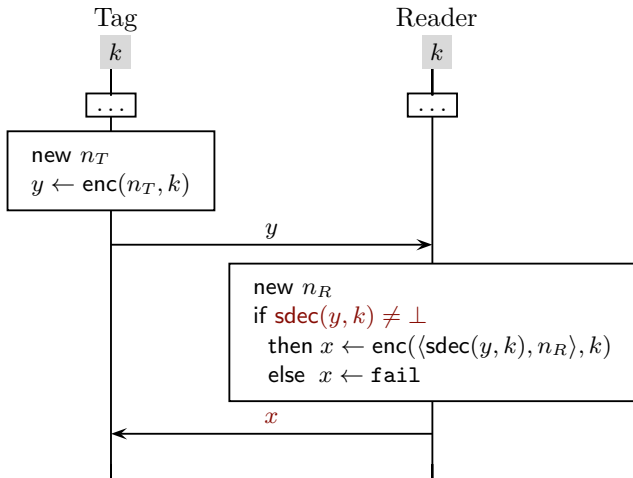 Tag Reader
k k
... ...
new n_T
y ← enc(n_T, k)
y
new n_R
if sdec(y, k) ≠ ⊥
then x ← enc(⟨sdec(y, k), n_R⟩, k)
else x ← fail
x